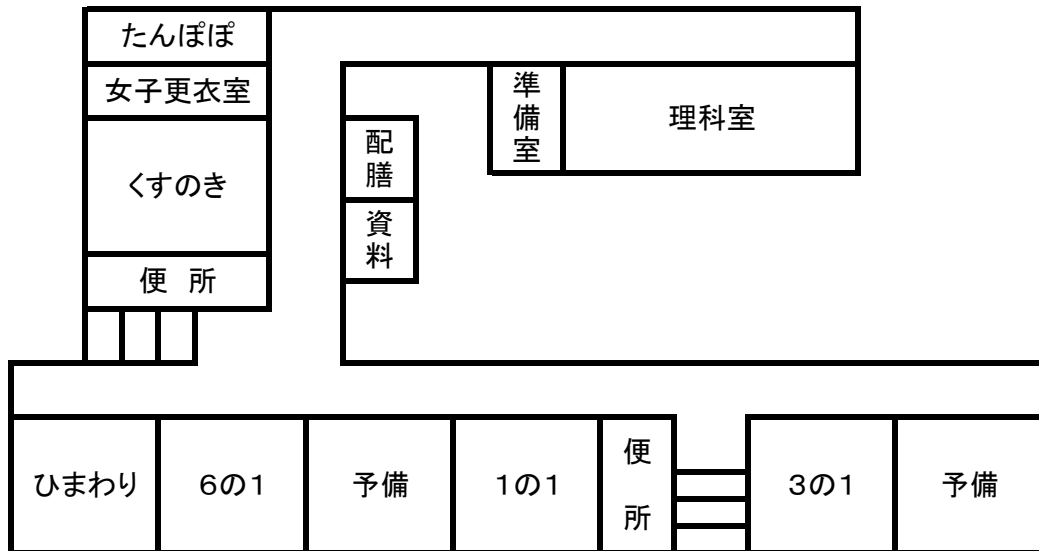 たんぽぽ
女子更衣室
準備室
理科室
配膳
くすのき
資料
便 所
ひまわり
6の1
予備
1の1
便所
3の1
予備